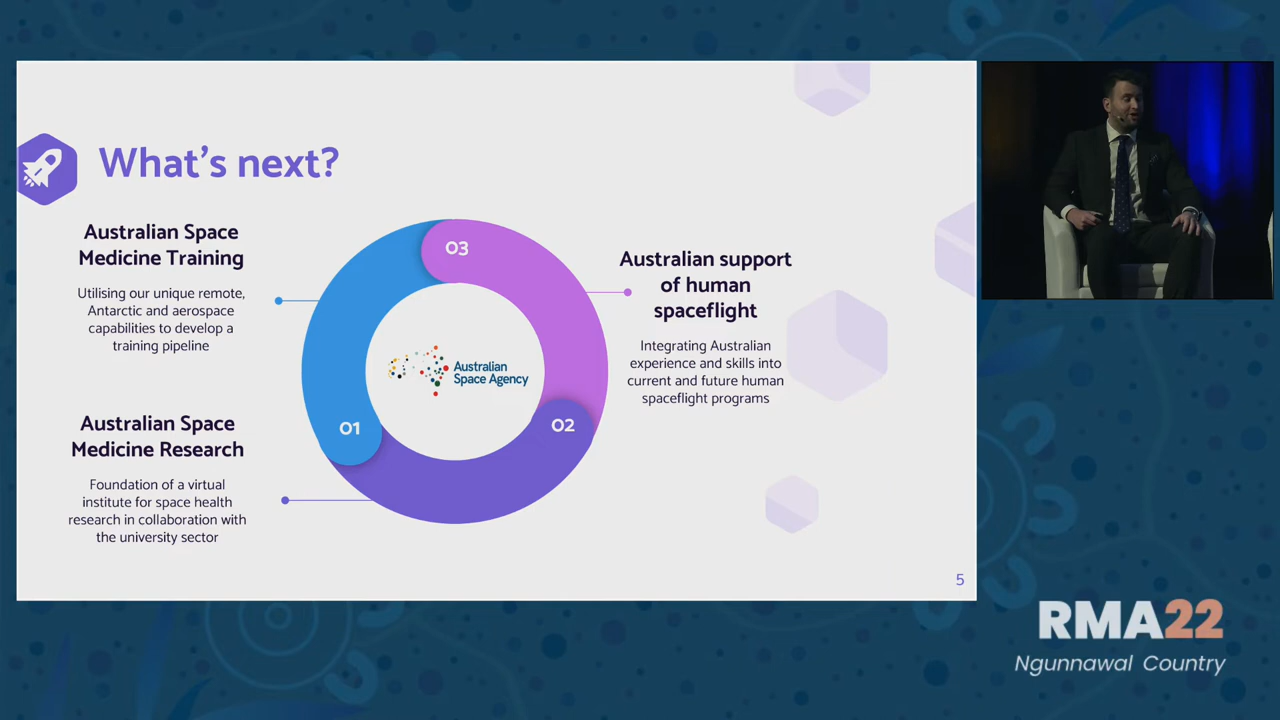 What's next?
Australian Space
Medicine Training
Utilising our unique remote,
Antarctic and aerospace
capabilities to develop a
training pipeline
Australian Space
Medicine Research
Foundation of a virtual
institute for space health
research in collaboration with
the university sector
03
01
02
Australian
Space Agency
Australian support
of human
spaceflight
Integrating Australian
experience and skills into
current and future human
spaceflight programs
5
RMA22
Ngunnawal Country